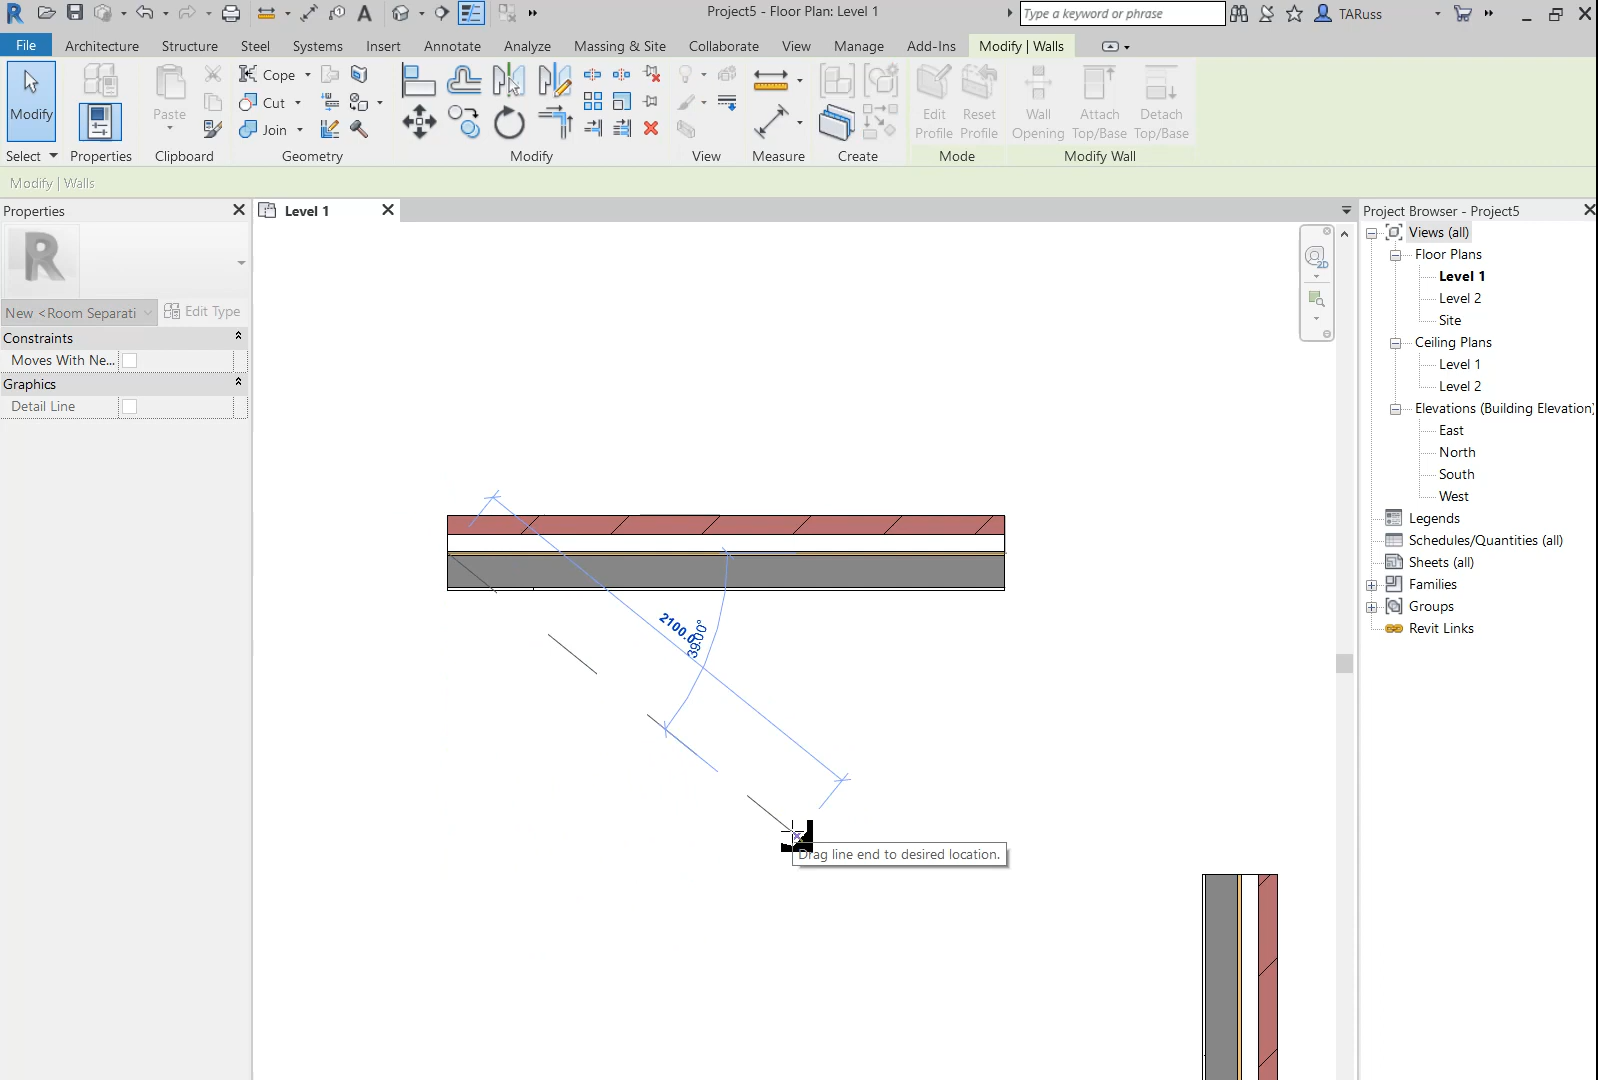 Project5 - Floor Plan: Level 1
Type a keyword or phrase
TARuss
File
Architecture
Structure
Steel
Systems
Insert
Annotate
Analyze
Massing & Site
Collaborate
View
Manage
Add-Ins
Modify | Walls
Modify
Paste
Cope
Cut
Join
Edit
Profile
Reset
Profile
Wall
Opening
Attach
Top/Base
Detach
Top/Base
Select
Properties
Clipboard
Geometry
Modify
View
Measure
Create
Mode
Modify Wall
Modify | Walls
Properties
Level 1
Project Browser - Project5
R
New <Room Separati
Edit Type
Constraints
Moves With Ne...
Graphics
Detail Line
2D
2100.0
39.00°
Drag line end to desired location.
Views (all)
Floor Plans
Level 1
Level 2
Site
Ceiling Plans
Level 1
Level 2
Elevations (Building Elevation)
East
North
South
West
Legends
Schedules/Quantities (all)
Sheets (all)
Families
Groups
Revit Links